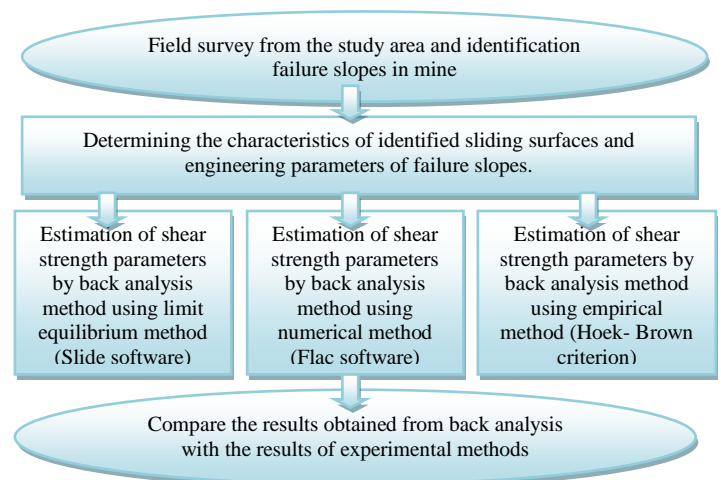 Field survey from the study area and identification
failure slopes in mine
Determining the characteristics of identified sliding surfaces and
engineering parameters of failure slopes.
Estimation of shear
strength parameters
by back analysis
method using limit
equilibrium method
(Slide software)
Estimation of shear
strength parameters
by back analysis
method using
numerical method
(Flac software)
Estimation of shear
strength parameters by
back analysis method
using empirical
method (Hoek- Brown
criterion)
Compare the results obtained from back analysis
with the results of experimental methods